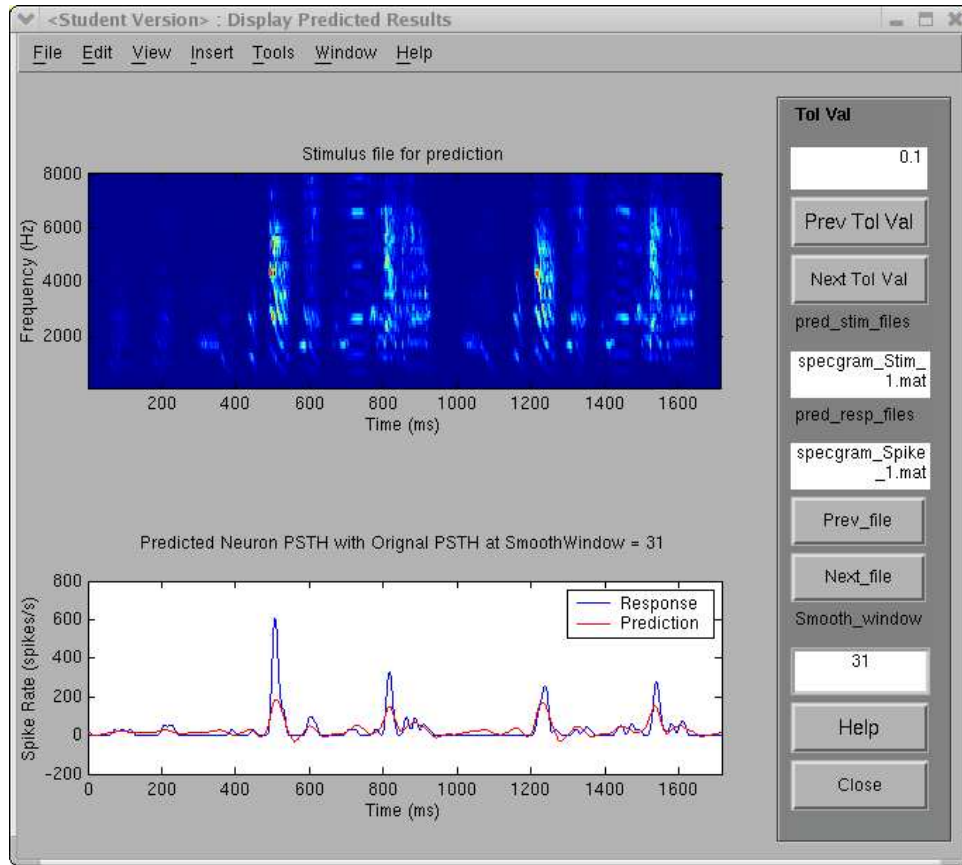 <Student Version> : Display Predicted Results
File Edit View Insert Tools Window Help
Stimulus file for prediction
Frequency (Hz)
8000
6000
4000
2000
200 400 600 800 1000 1200 1400 1600
Time (ms)
Predicted Neuron PSTH with Orignal PSTH at SmoothWindow = 31
Spike Rate (spikes/s)
800
600
400
200
0
-200
Response
Prediction
0 200 400 600 800 1000 1200 1400 1600
Time (ms)
Tol Val
0.1
Prev Tol Val
Next Tol Val
pred_stim_files
specgram_Stim_
1.mat
pred_resp_files
specgram_Spike
_1.mat
Prev_file
Next_file
Smooth_window
31
Help
Close